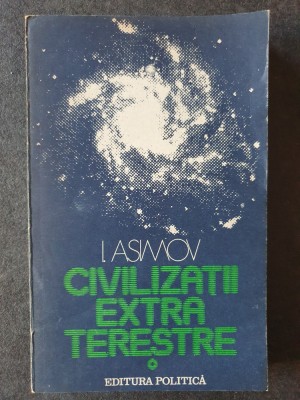 I. ASIMOV
CIVILIZAȚII
EXTRA
TERESTRE
EDITURA POLITICĂ